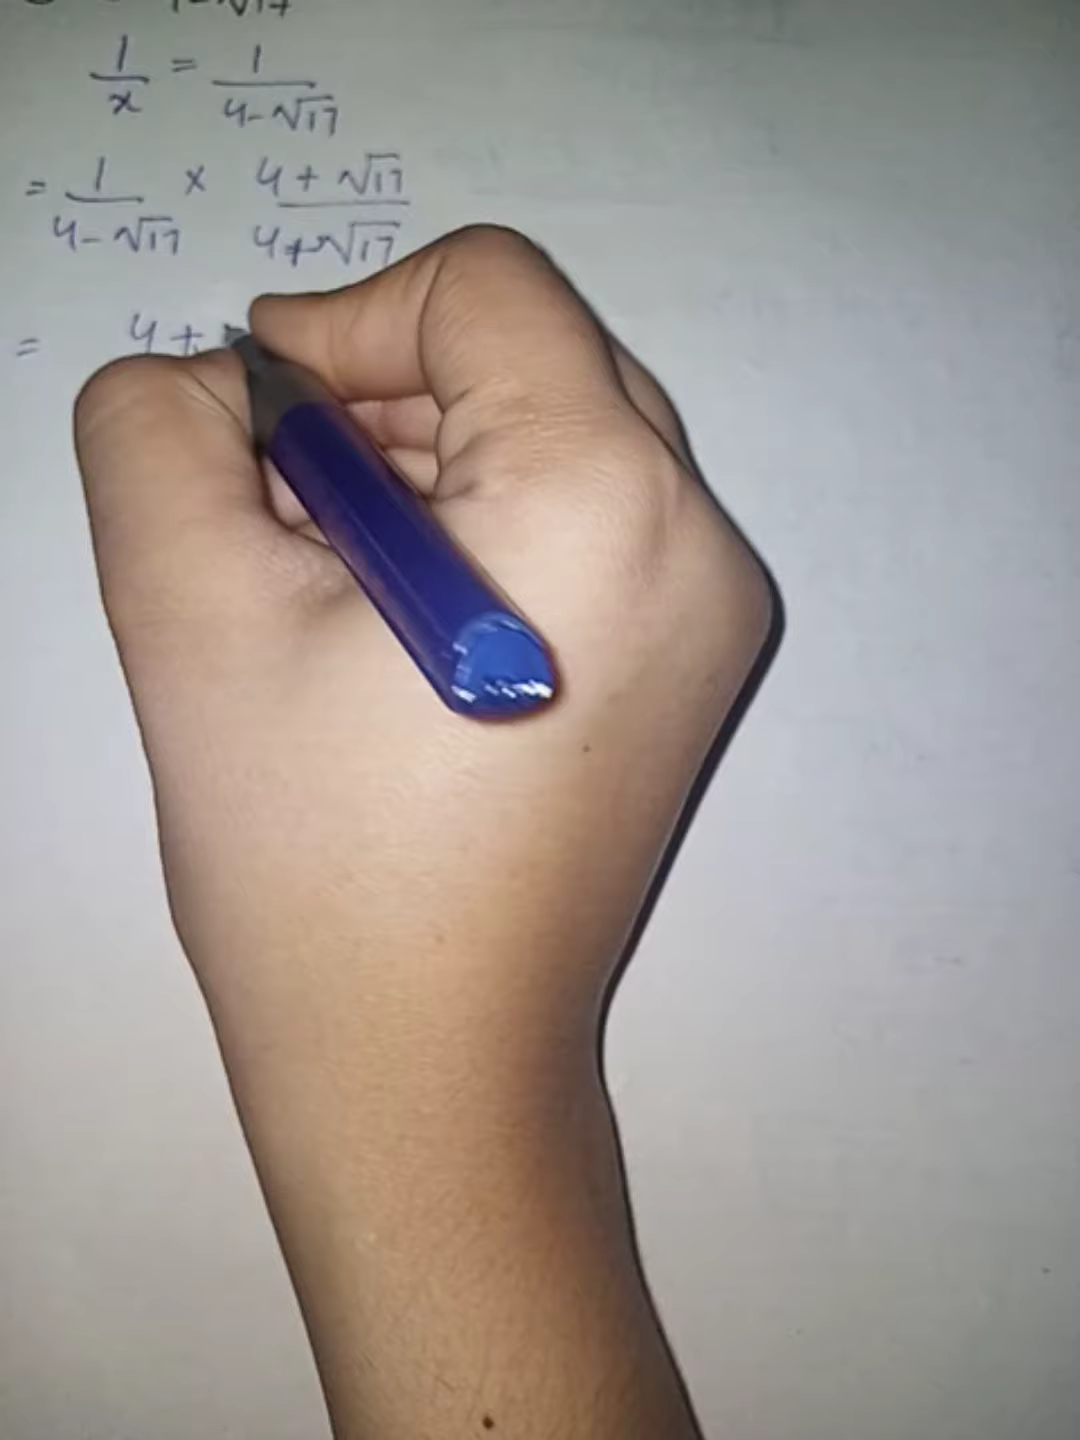 1/x = 1/(4-√17)
= 1/(4-√17) × (4+√17)/(4+√17)
= 4+